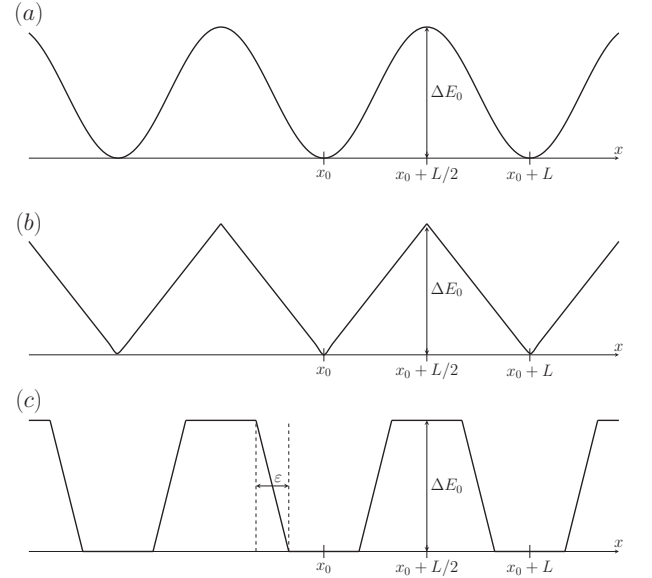 (a)
ΔE₀
x
x₀ x₀ + L/2 x₀ + L
(b)
ΔE₀
x
x₀ x₀ + L/2 x₀ + L
(c)
ε
ΔE₀
x
x₀ x₀ + L/2 x₀ + L